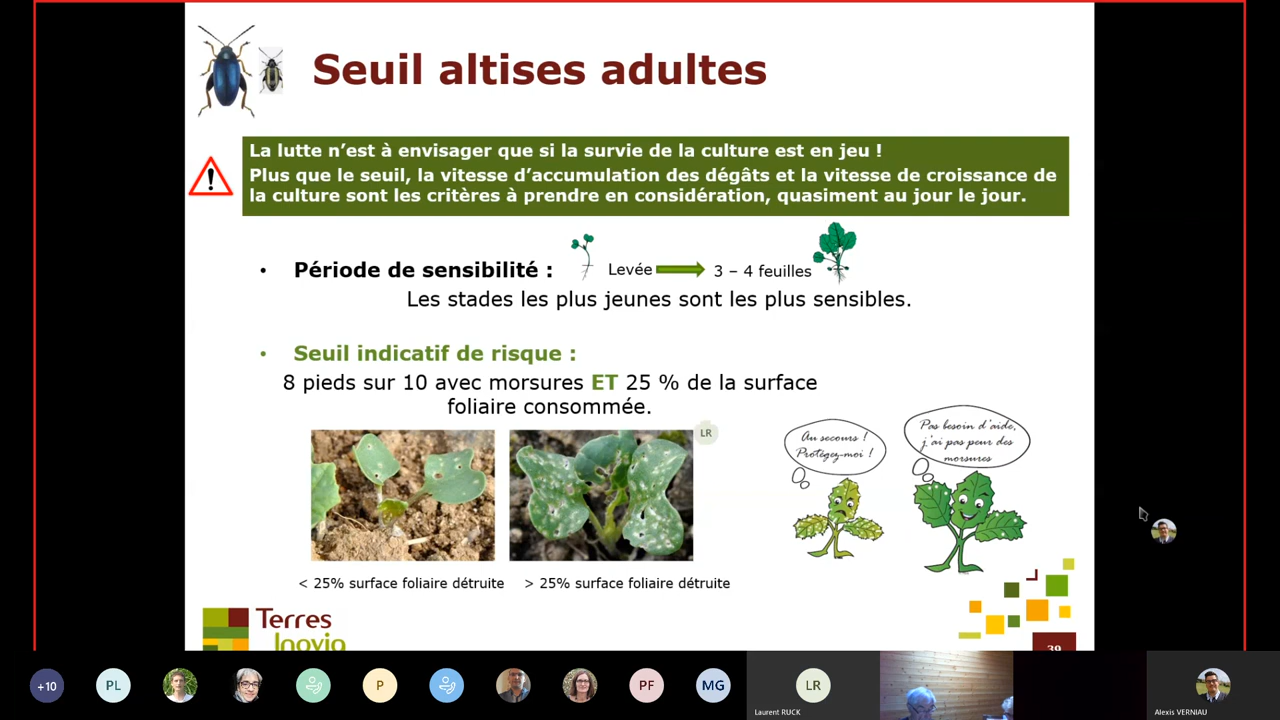 Seuil altises adultes
La lutte n’est à envisager que si la survie de la culture est en jeu !
Plus que le seuil, la vitesse d’accumulation des dégâts et la vitesse de croissance de
la culture sont les critères à prendre en considération, quasiment au jour le jour.
• Période de sensibilité : Levée 3 – 4 feuilles
Les stades les plus jeunes sont les plus sensibles.
• Seuil indicatif de risque :
8 pieds sur 10 avec morsures ET 25 % de la surface
foliaire consommée.
LR
Au secours !
Protégez-moi !
Pas besoin d’aide,
j’ai pas peur des
morsures
< 25% surface foliaire détruite > 25% surface foliaire détruite
Terres
Inovia
39
+10 PL P PF MG LR
Laurent RUCK
Alexis VERNIAU